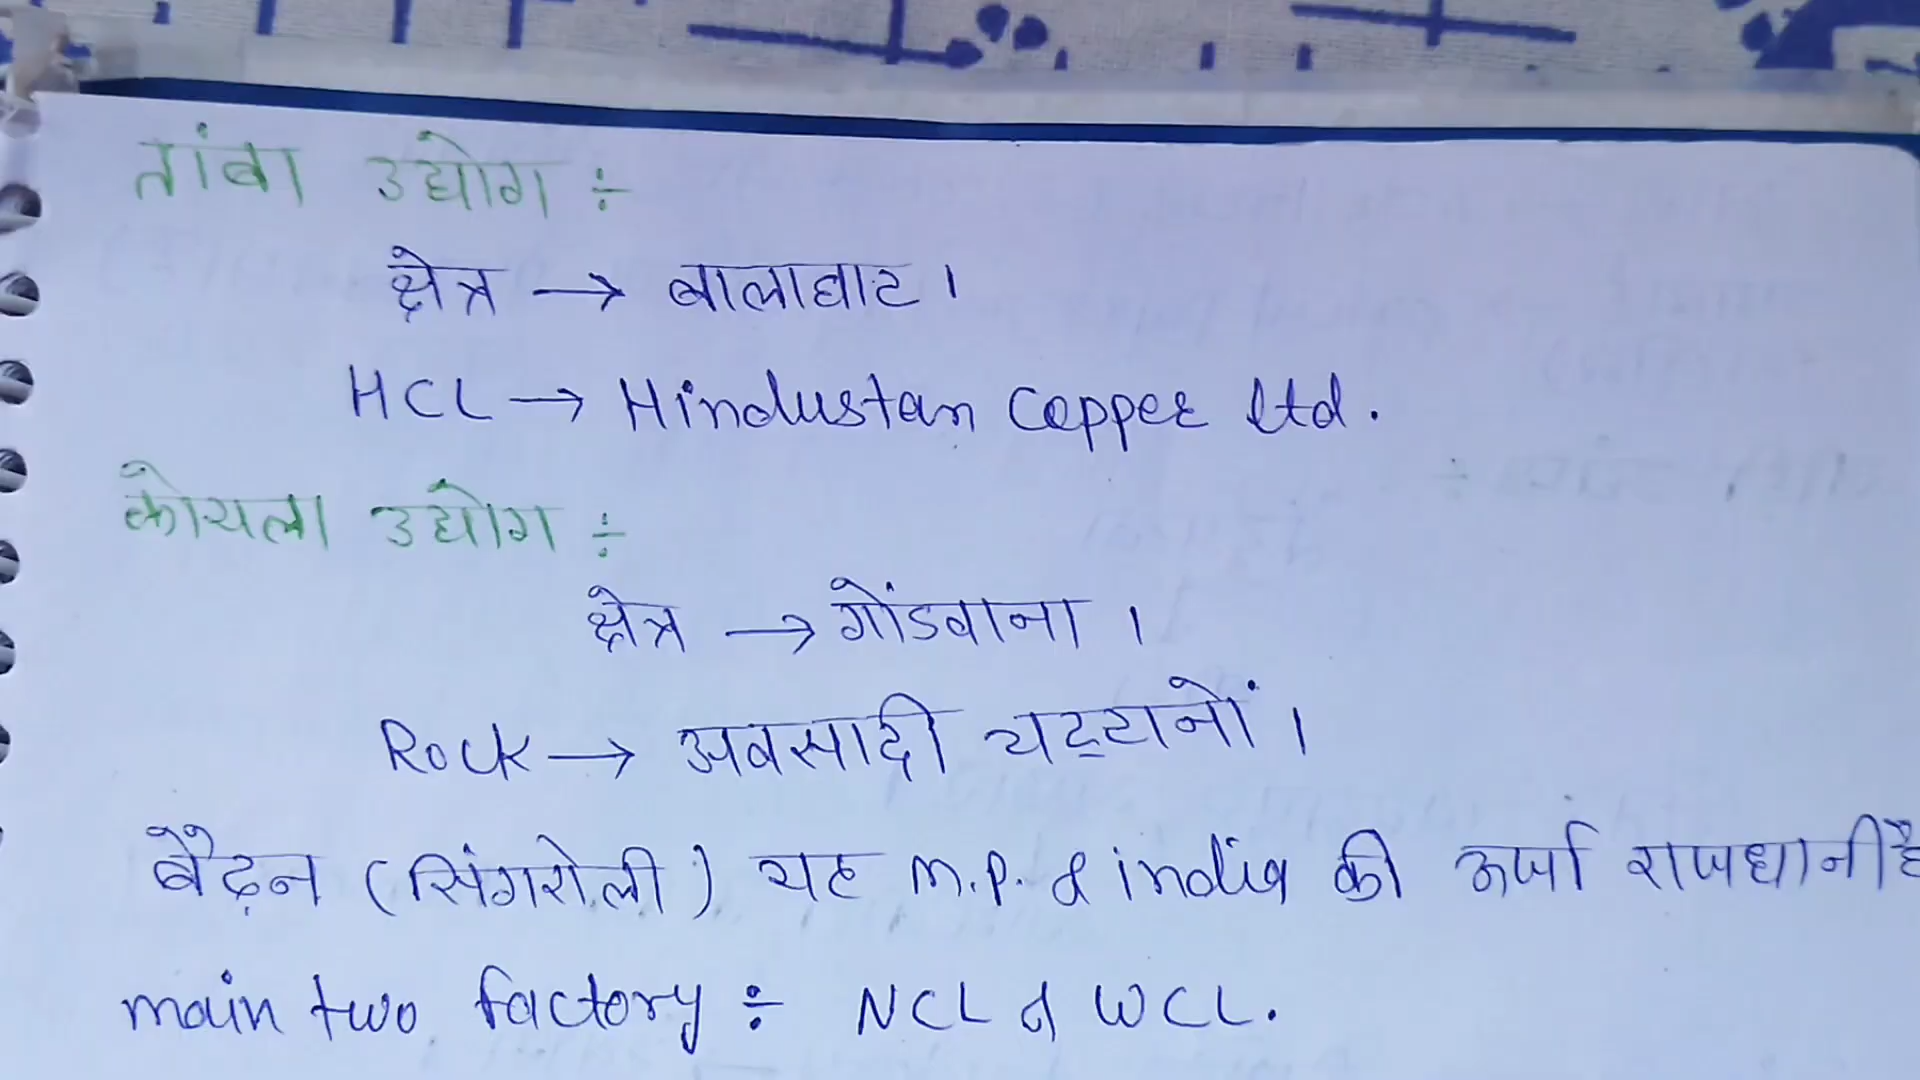 तांबा उद्योग ÷
क्षेत्र → बालाघाट।
HCL → Hindustan Copper ltd.
कोयला उद्योग ÷
क्षेत्र → गोंडवाना।
Rock → अवसादी चट्टानों।
बैढ़न (सिंगरोली) यह M.P. & india की ऊर्जा राजधानी है
main two factory ÷ NCL व WCL.